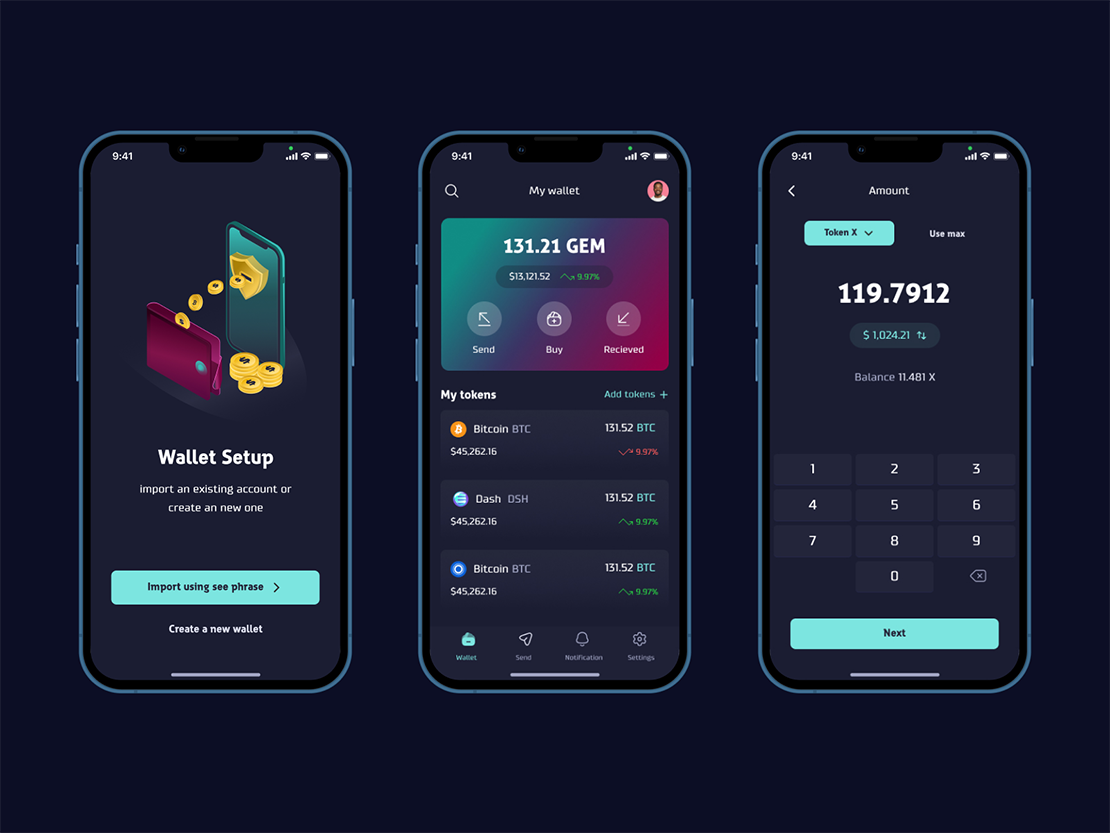 9:41
Wallet Setup
import an existing account or
create an new one
Import using see phrase
Create a new wallet
9:41
My wallet
131.21 GEM
$13,121.52 9.97%
Send Buy Recieved
My tokens Add tokens +
Bitcoin BTC 131.52 BTC
$45,262.16 9.97%
Dash DSH 131.52 BTC
$45,262.16 9.97%
Bitcoin BTC 131.52 BTC
$45,262.16 9.97%
Wallet Send Notification Settings
9:41
Amount
Token X Use max
119.7912
$ 1,024.21
Balance 11.481 X
1 2 3
4 5 6
7 8 9
0
Next